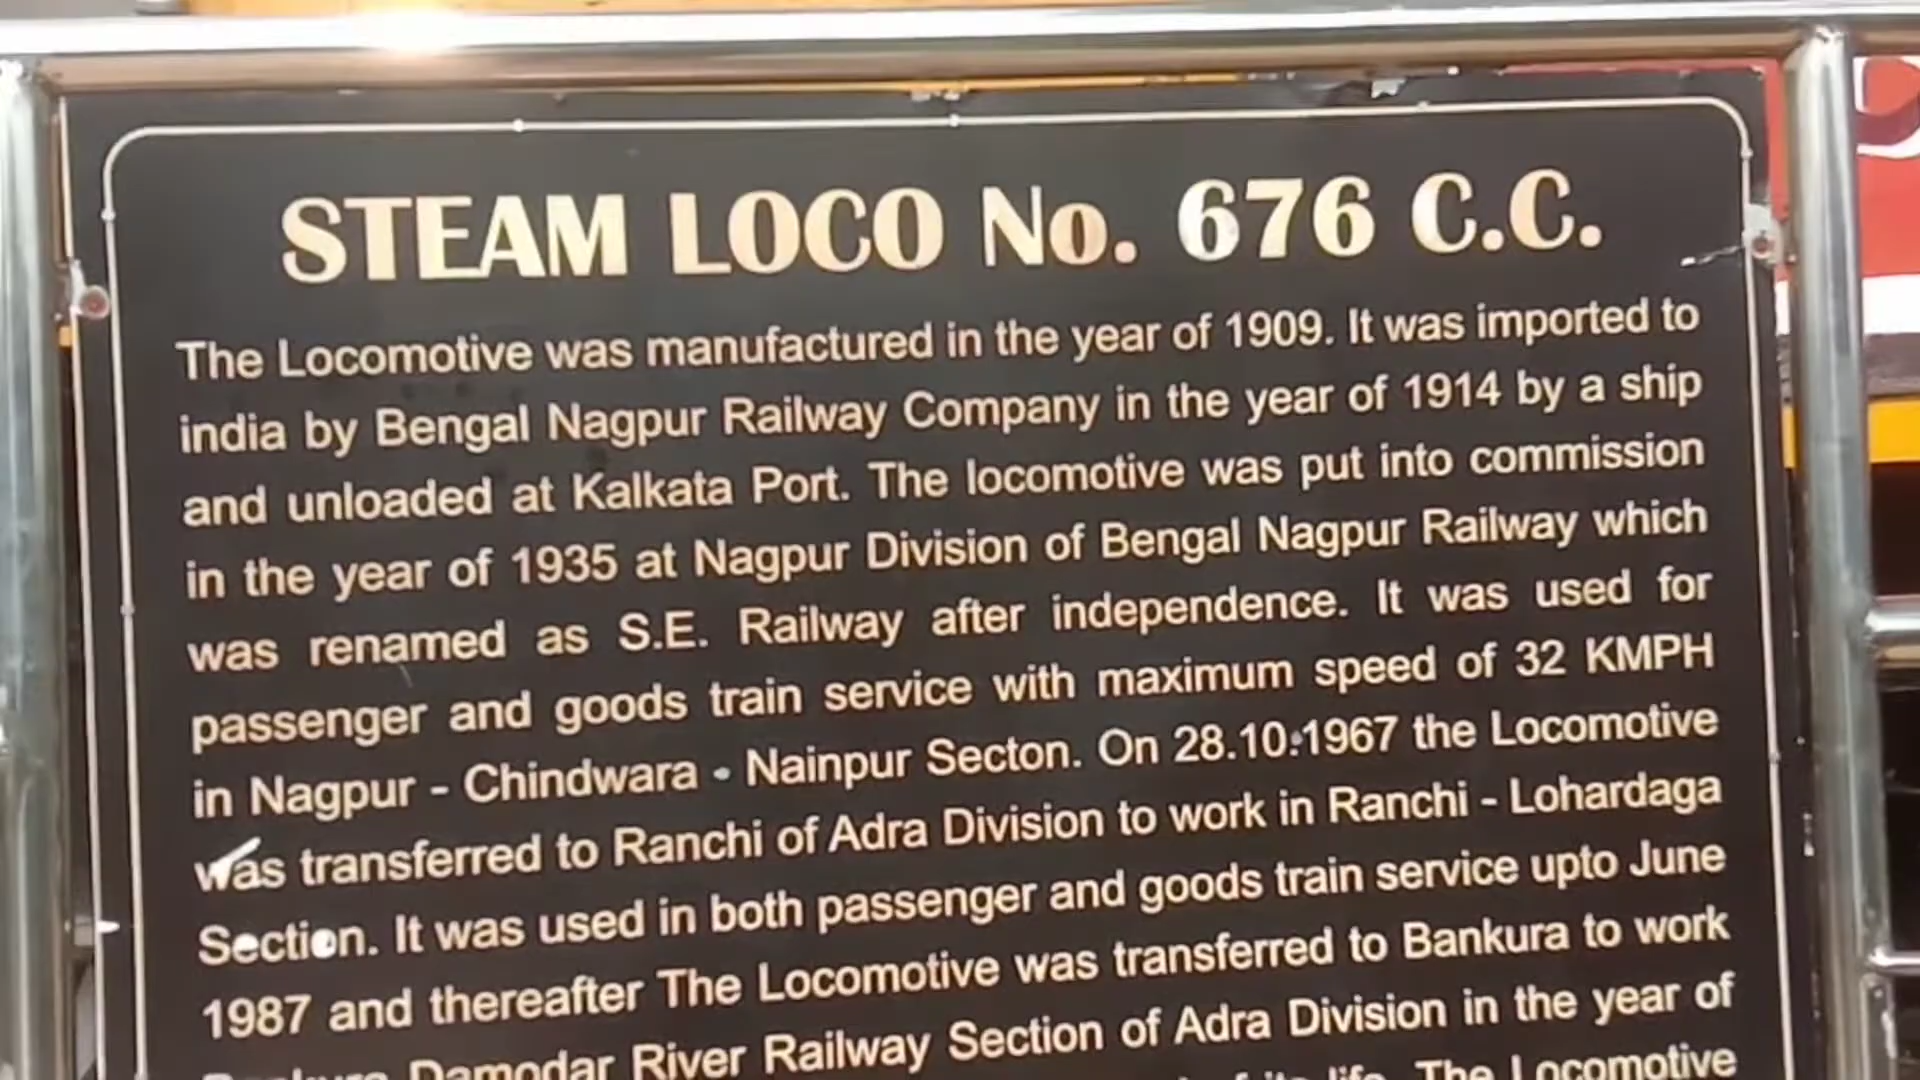 STEAM LOCO No. 676 C.C.
The Locomotive was manufactured in the year of 1909. It was imported to
india by Bengal Nagpur Railway Company in the year of 1914 by a ship
and unloaded at Kalkata Port. The locomotive was put into commission
in the year of 1935 at Nagpur Division of Bengal Nagpur Railway which
was renamed as S.E. Railway after independence. It was used for
passenger and goods train service with maximum speed of 32 KMPH
in Nagpur - Chindwara - Nainpur Secton. On 28.10.1967 the Locomotive
was transferred to Ranchi of Adra Division to work in Ranchi - Lohardaga
Section. It was used in both passenger and goods train service upto June
1987 and thereafter The Locomotive was transferred to Bankura to work
Damodar River Railway Section of Adra Division in the year of
of its life. The Locomotive